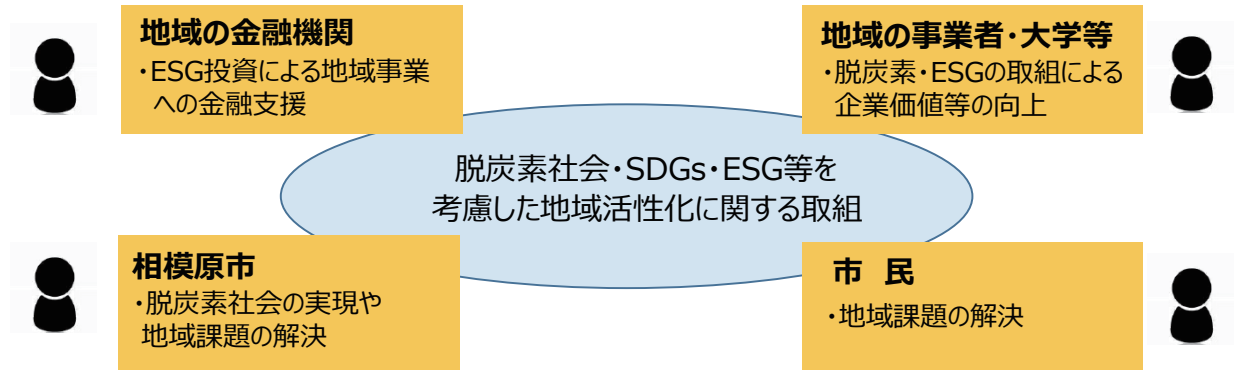 地域の金融機関
・ESG投資による地域事業
への金融支援
地域の事業者・大学等
・脱炭素・ESGの取組による
企業価値等の向上
脱炭素社会・SDGs・ESG等を
考慮した地域活性化に関する取組
相模原市
・脱炭素社会の実現や
地域課題の解決
市 民
・地域課題の解決